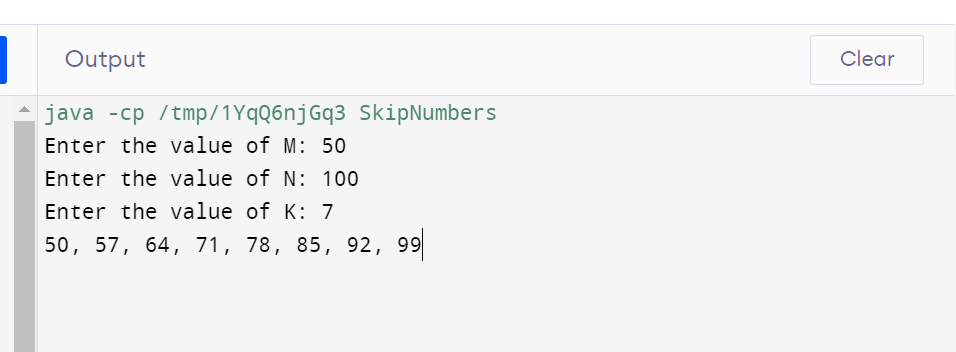 Output
Clear
java -cp /tmp/1YqQ6njGq3 SkipNumbers
Enter the value of M: 50
Enter the value of N: 100
Enter the value of K: 7
50, 57, 64, 71, 78, 85, 92, 99